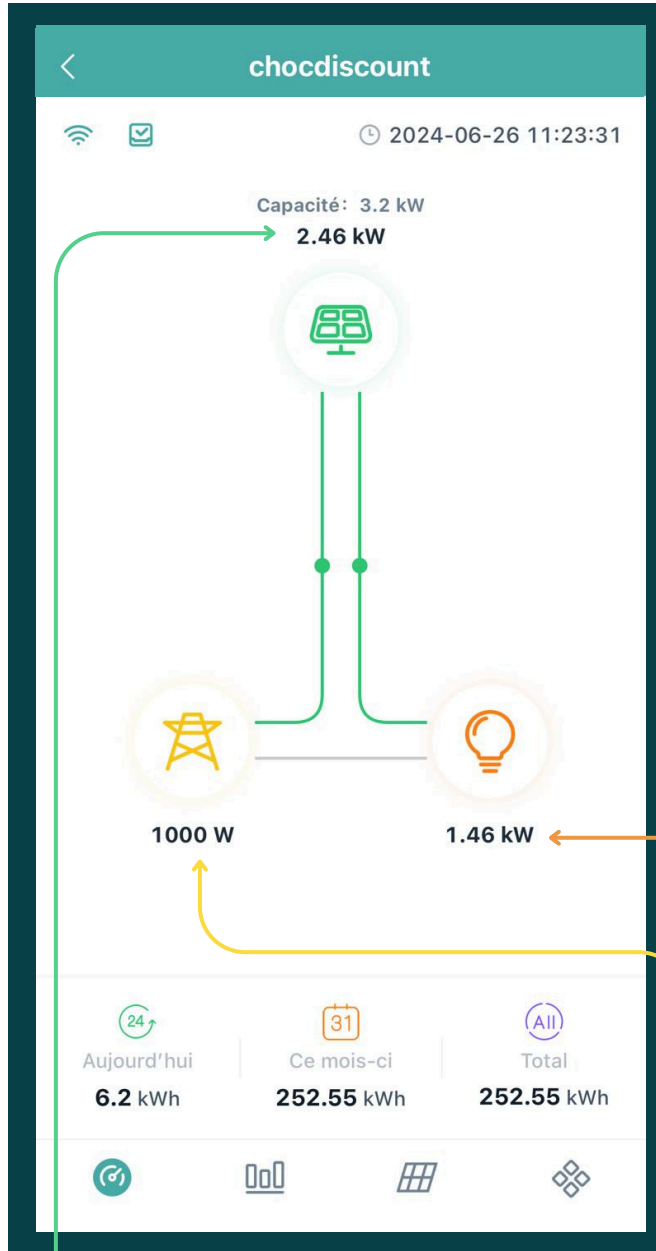 chocdiscount
2024-06-26 11:23:31
Capacité: 3.2 kW
2.46 kW
1000 W
1.46 kW
24
31
All
Aujourd'hui
Ce mois-ci
Total
6.2 kWh
252.55 kWh
252.55 kWh